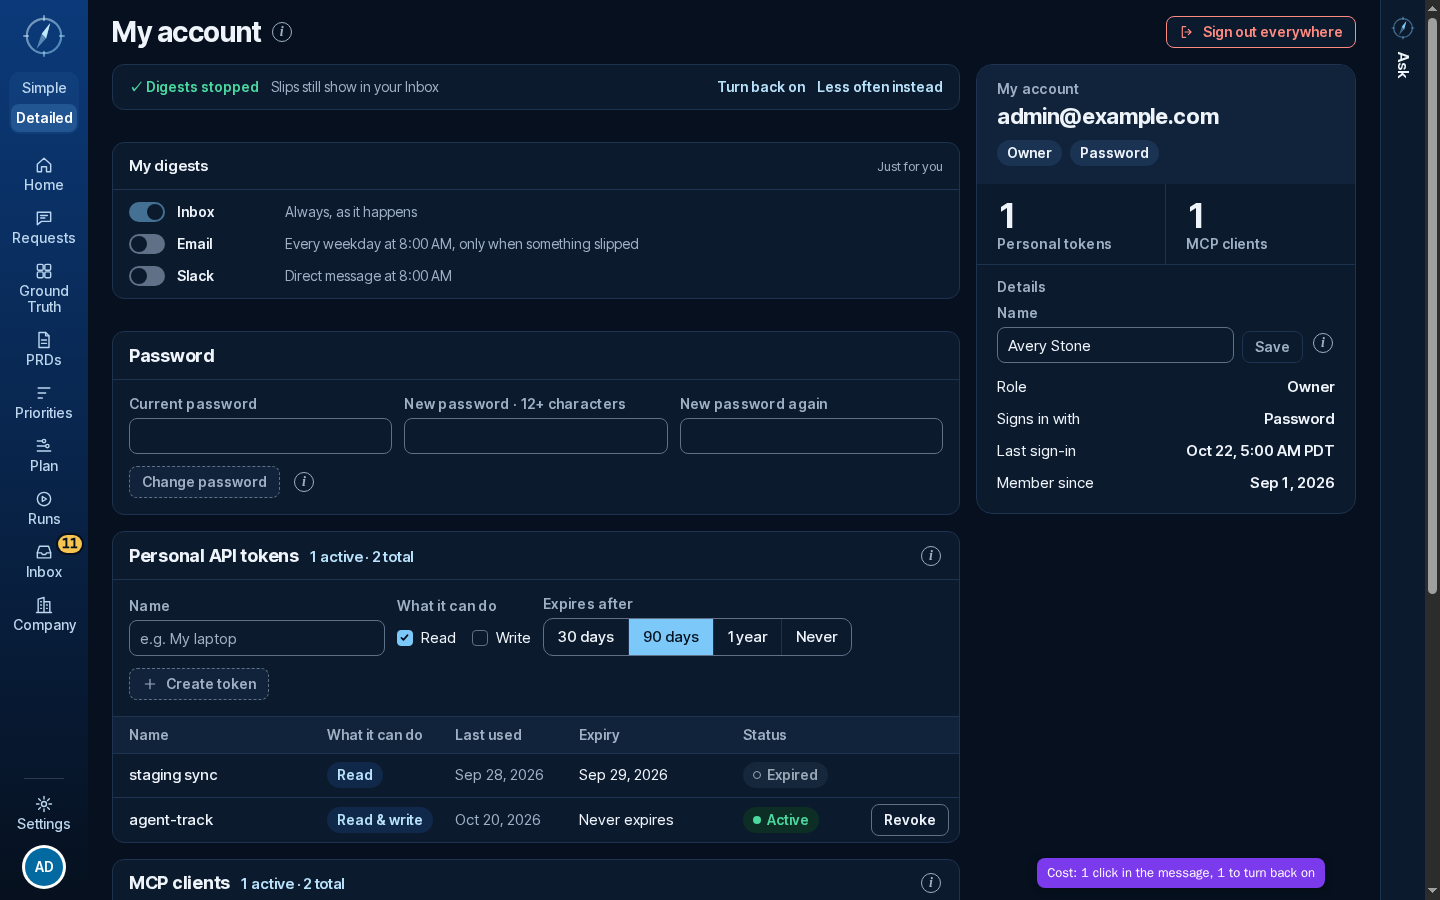 Simple
Detailed
Home
Requests
Ground
Truth
PRDs
Priorities
Plan
Runs
11
Inbox
Company
Settings
AD
My account i
Sign out everywhere
✓ Digests stopped Slips still show in your Inbox Turn back on Less often instead
My digests Just for you
Inbox Always, as it happens
Email Every weekday at 8:00 AM, only when something slipped
Slack Direct message at 8:00 AM
Password
Current password New password · 12+ characters New password again
Change password i
Personal API tokens 1 active · 2 total i
Name What it can do Expires after
e.g. My laptop Read Write 30 days 90 days 1 year Never
Create token
Name What it can do Last used Expiry Status
staging sync Read Sep 28, 2026 Sep 29, 2026 Expired
agent-track Read & write Oct 20, 2026 Never expires Active Revoke
MCP clients 1 active · 2 total i
My account
admin@example.com
Owner Password
1 1
Personal tokens MCP clients
Details
Name
Avery Stone Save i
Role Owner
Signs in with Password
Last sign-in Oct 22, 5:00 AM PDT
Member since Sep 1, 2026
Cost: 1 click in the message, 1 to turn back on
Ask